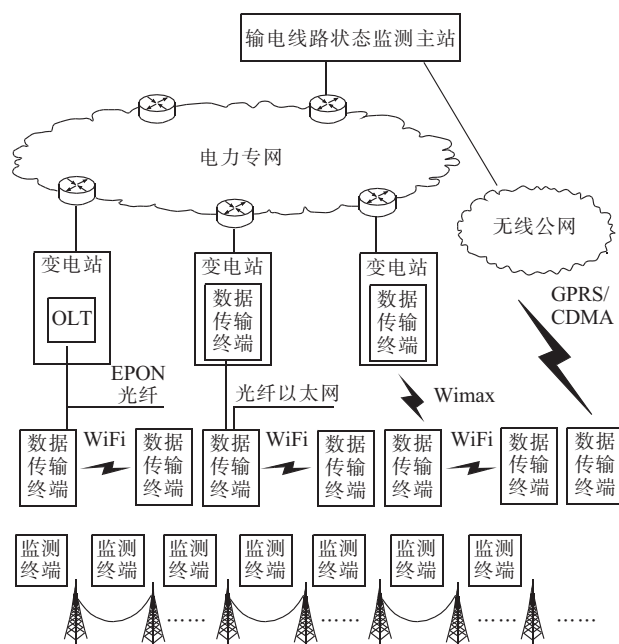 输电线路状态监测主站
电力专网
无线公网
变电站
OLT
变电站
数据
传输
终端
变电站
数据
传输
终端
GPRS/
CDMA
EPON
光纤
光纤以太网
Wimax
数据
传输
终端
WiFi
数据
传输
终端
数据
传输
终端
WiFi
数据
传输
终端
数据
传输
终端
WiFi
数据
传输
终端
数据
传输
终端
监测
终端
监测
终端
监测
终端
监测
终端
监测
终端
监测
终端
监测
终端
……
……
……
……